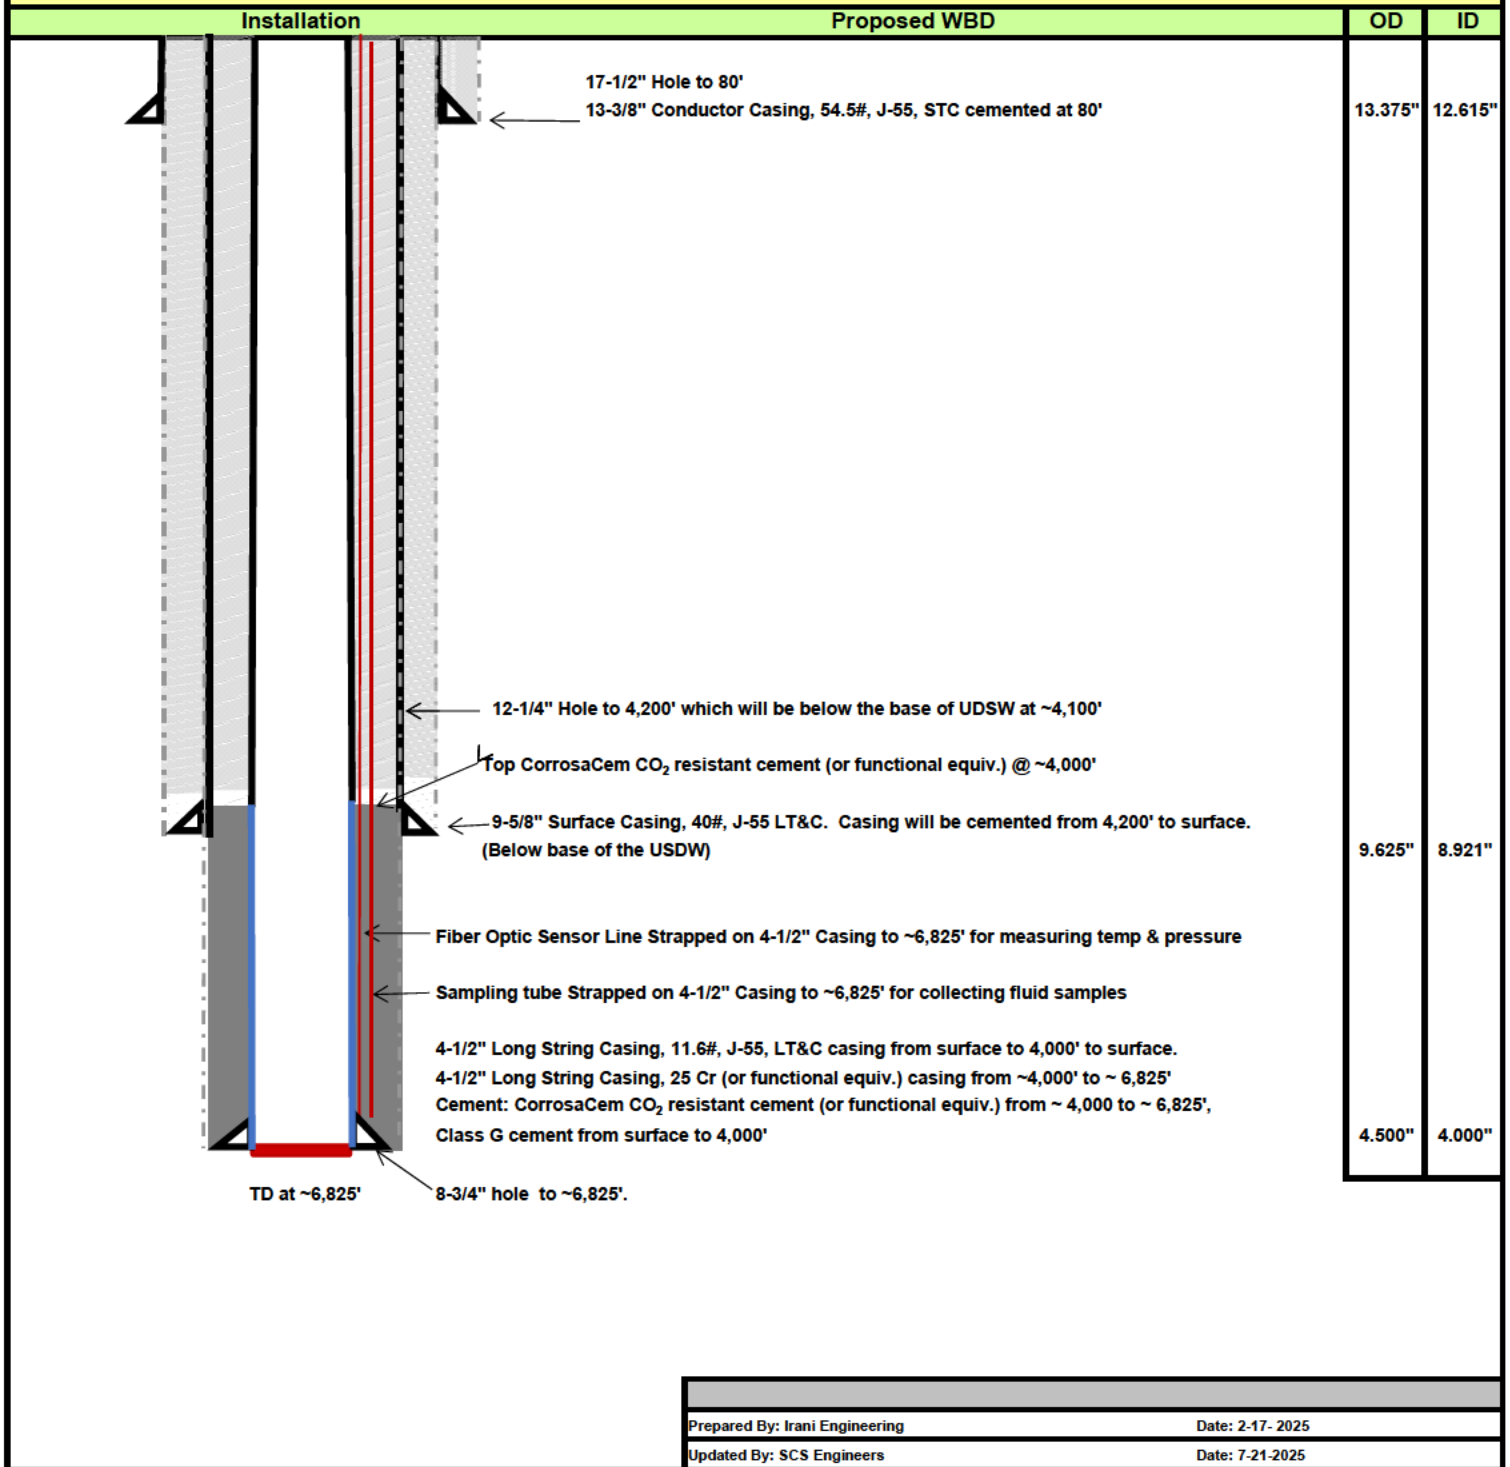 Installation Proposed WBD OD ID
17-1/2" Hole to 80'
13-3/8" Conductor Casing, 54.5#, J-55, STC cemented at 80' 13.375" 12.615"
12-1/4" Hole to 4,200' which will be below the base of UDSW at ~4,100'
Top CorrosaCem CO₂ resistant cement (or functional equiv.) @ ~4,000'
9-5/8" Surface Casing, 40#, J-55 LT&C. Casing will be cemented from 4,200' to surface.
(Below base of the USDW) 9.625" 8.921"
Fiber Optic Sensor Line Strapped on 4-1/2" Casing to ~6,825' for measuring temp & pressure
Sampling tube Strapped on 4-1/2" Casing to ~6,825' for collecting fluid samples
4-1/2" Long String Casing, 11.6#, J-55, LT&C casing from surface to 4,000' to surface.
4-1/2" Long String Casing, 25 Cr (or functional equiv.) casing from ~4,000' to ~ 6,825'
Cement: CorrosaCem CO₂ resistant cement (or functional equiv.) from ~ 4,000 to ~ 6,825',
Class G cement from surface to 4,000' 4.500" 4.000"
TD at ~6,825' 8-3/4" hole to ~6,825'.
Prepared By: Irani Engineering Date: 2-17- 2025
Updated By: SCS Engineers Date: 7-21-2025